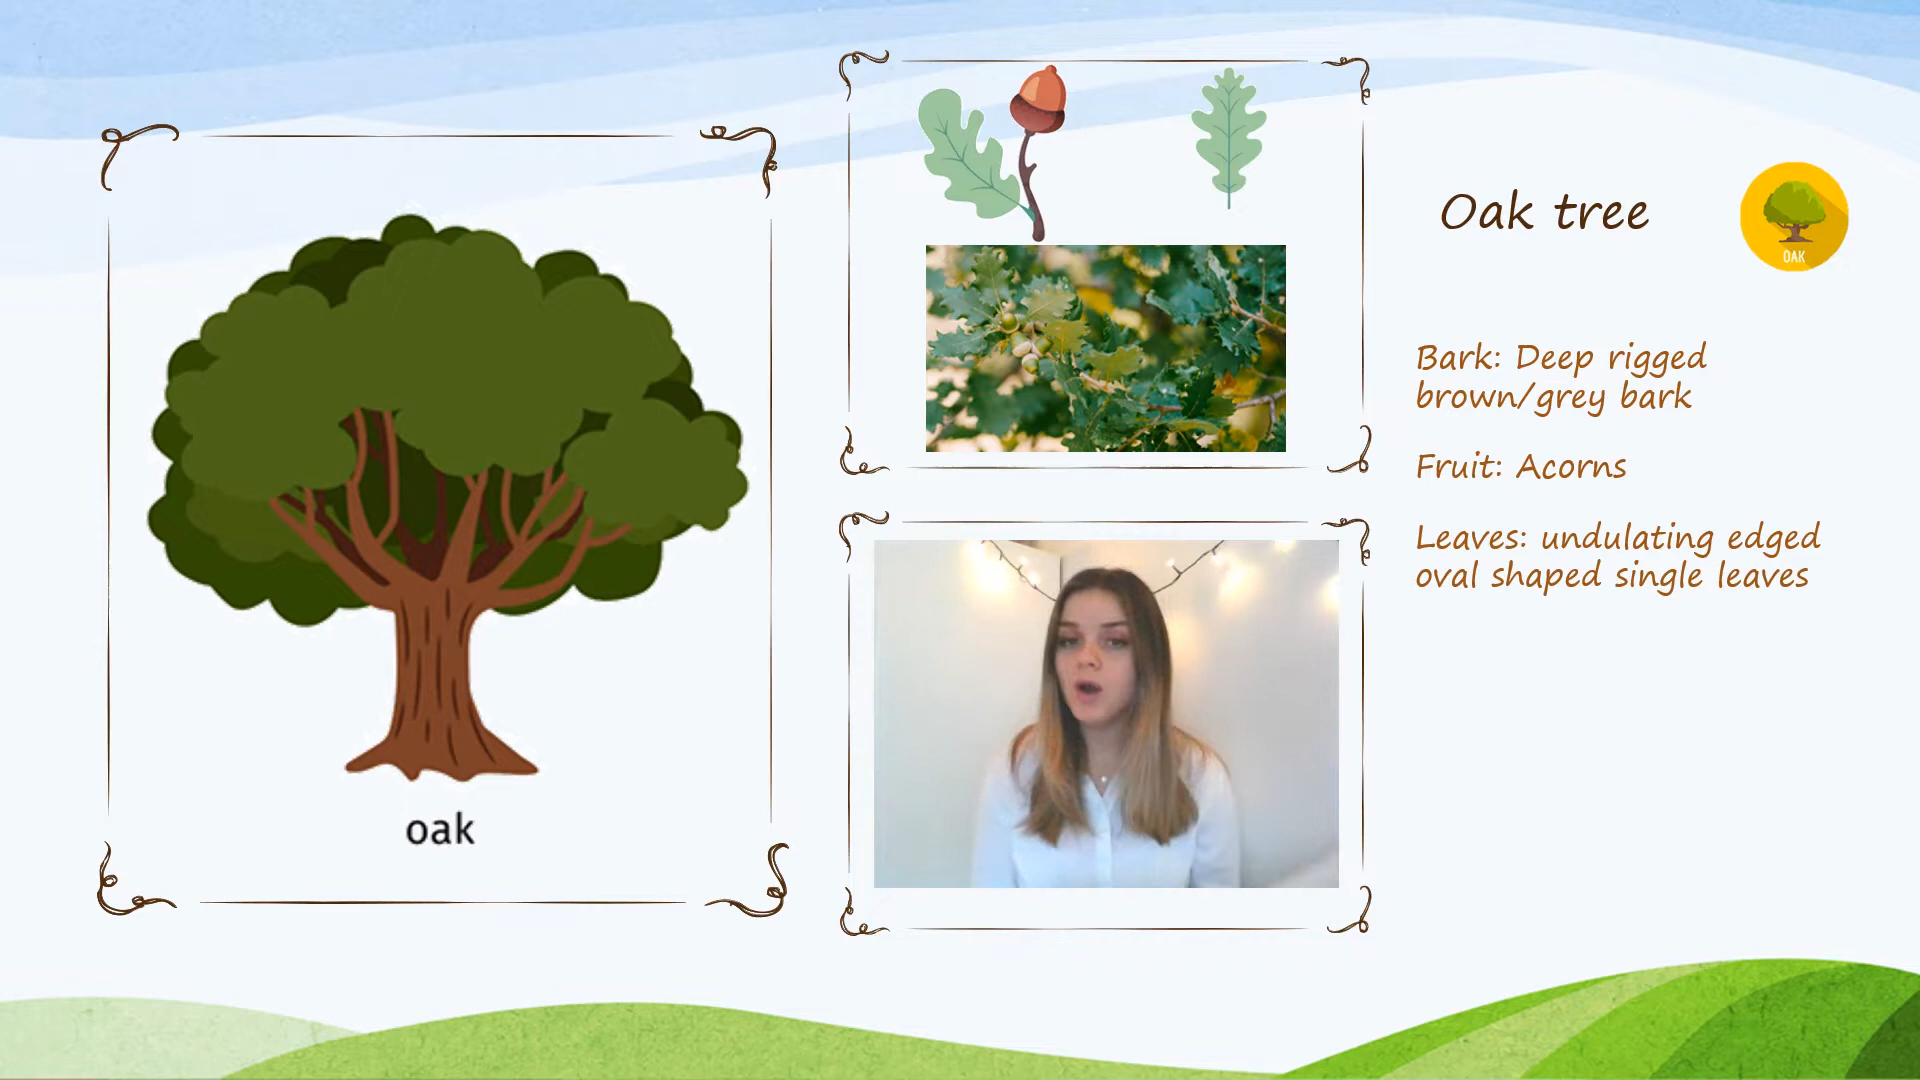 oak
Oak tree
OAK
Bark: Deep rigged
brown/grey bark
Fruit: Acorns
Leaves: undulating edged
oval shaped single leaves